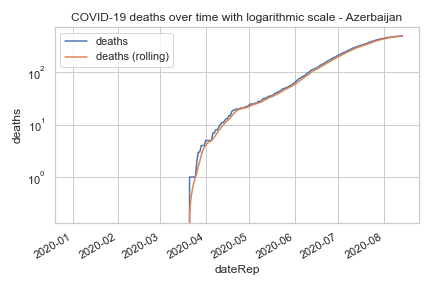 COVID-19 deaths over time with logarithmic scale - Azerbaijan
deaths
deaths (rolling)
10²
10¹
10⁰
deaths
2020-01
2020-02
2020-03
2020-04
2020-05
2020-06
2020-07
2020-08
dateRep